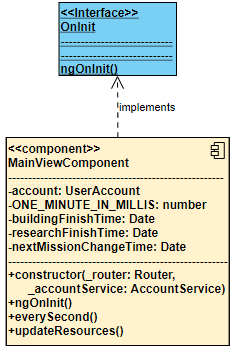 <<Interface>>
OnInit
ngOnInit()
implements
<<component>>
MainViewComponent
-account: UserAccount
-ONE_MINUTE_IN_MILLIS: number
-buildingFinishTime: Date
-researchFinishTime: Date
-nextMissionChangeTime: Date
+constructor(_router: Router,
_accountService: AccountService)
+ngOnInit()
+everySecond()
+updateResources()